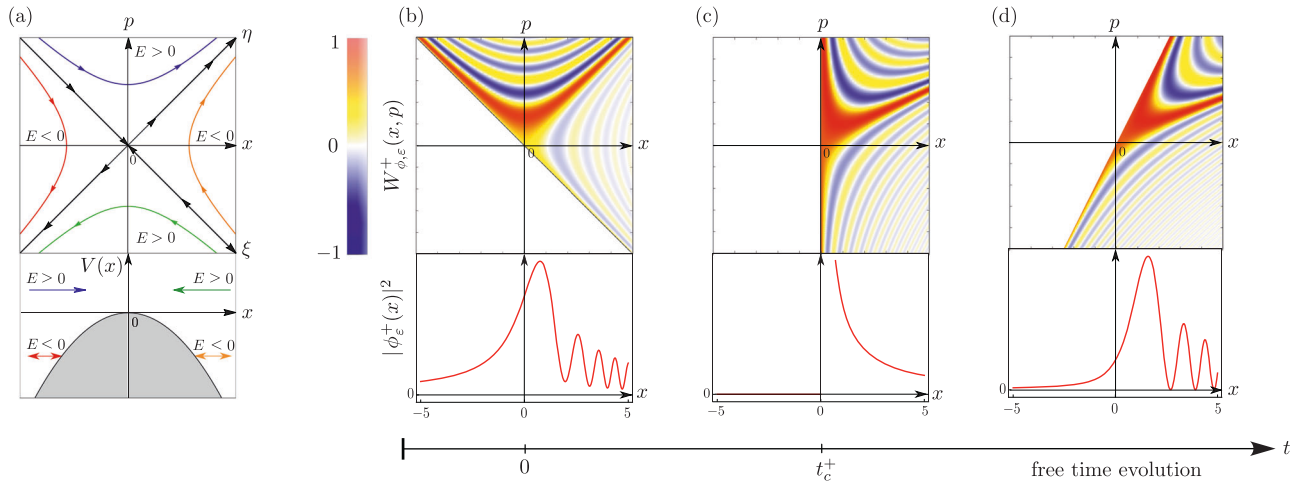 (a)
p
E > 0
η
E < 0
E < 0
x
0
E > 0
ξ
V(x)
E > 0
E > 0
x
0
E < 0
E < 0
1
0
−1
(b)
p
W⁺_{ϕ,ε}(x, p)
x
0
|ϕ⁺_ε(x)|²
0
x
−5
0
5
(c)
p
x
0
0
x
−5
0
5
(d)
p
x
0
0
x
−5
0
5
0
t⁺_c
free time evolution
t